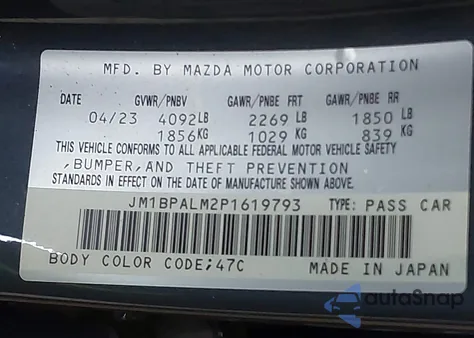 MFD. BY MAZDA MOTOR CORPORATION
DATE GVWR/PNBV GAWR/PNBE FRT GAWR/PNBE RR
04/23 4092LB 2269 LB 1850 LB
1856KG 1029 KG 839 KG
THIS VEHICLE CONFORMS TO ALL APPLICABLE FEDERAL MOTOR VEHICLE SAFETY
,BUMPER,AND THEFT PREVENTION
STANDARDS IN EFFECT ON THE DATE OF MANUFACTURE SHOWN ABOVE.
JM1BPALM2P1619793 TYPE: PASS CAR
BODY COLOR CODE;47C MADE IN JAPAN
autoSnap